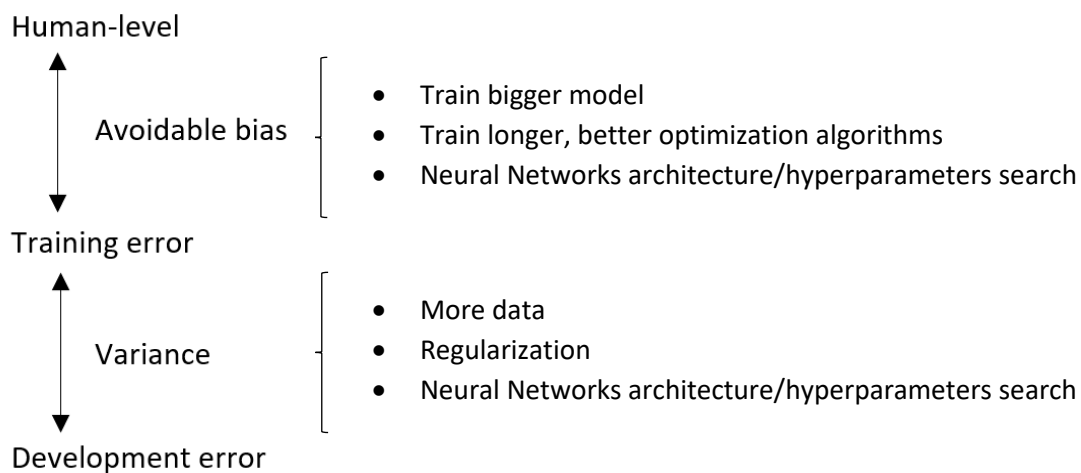 Human-level
Avoidable bias
• Train bigger model
• Train longer, better optimization algorithms
• Neural Networks architecture/hyperparameters search
Training error
Variance
• More data
• Regularization
• Neural Networks architecture/hyperparameters search
Development error